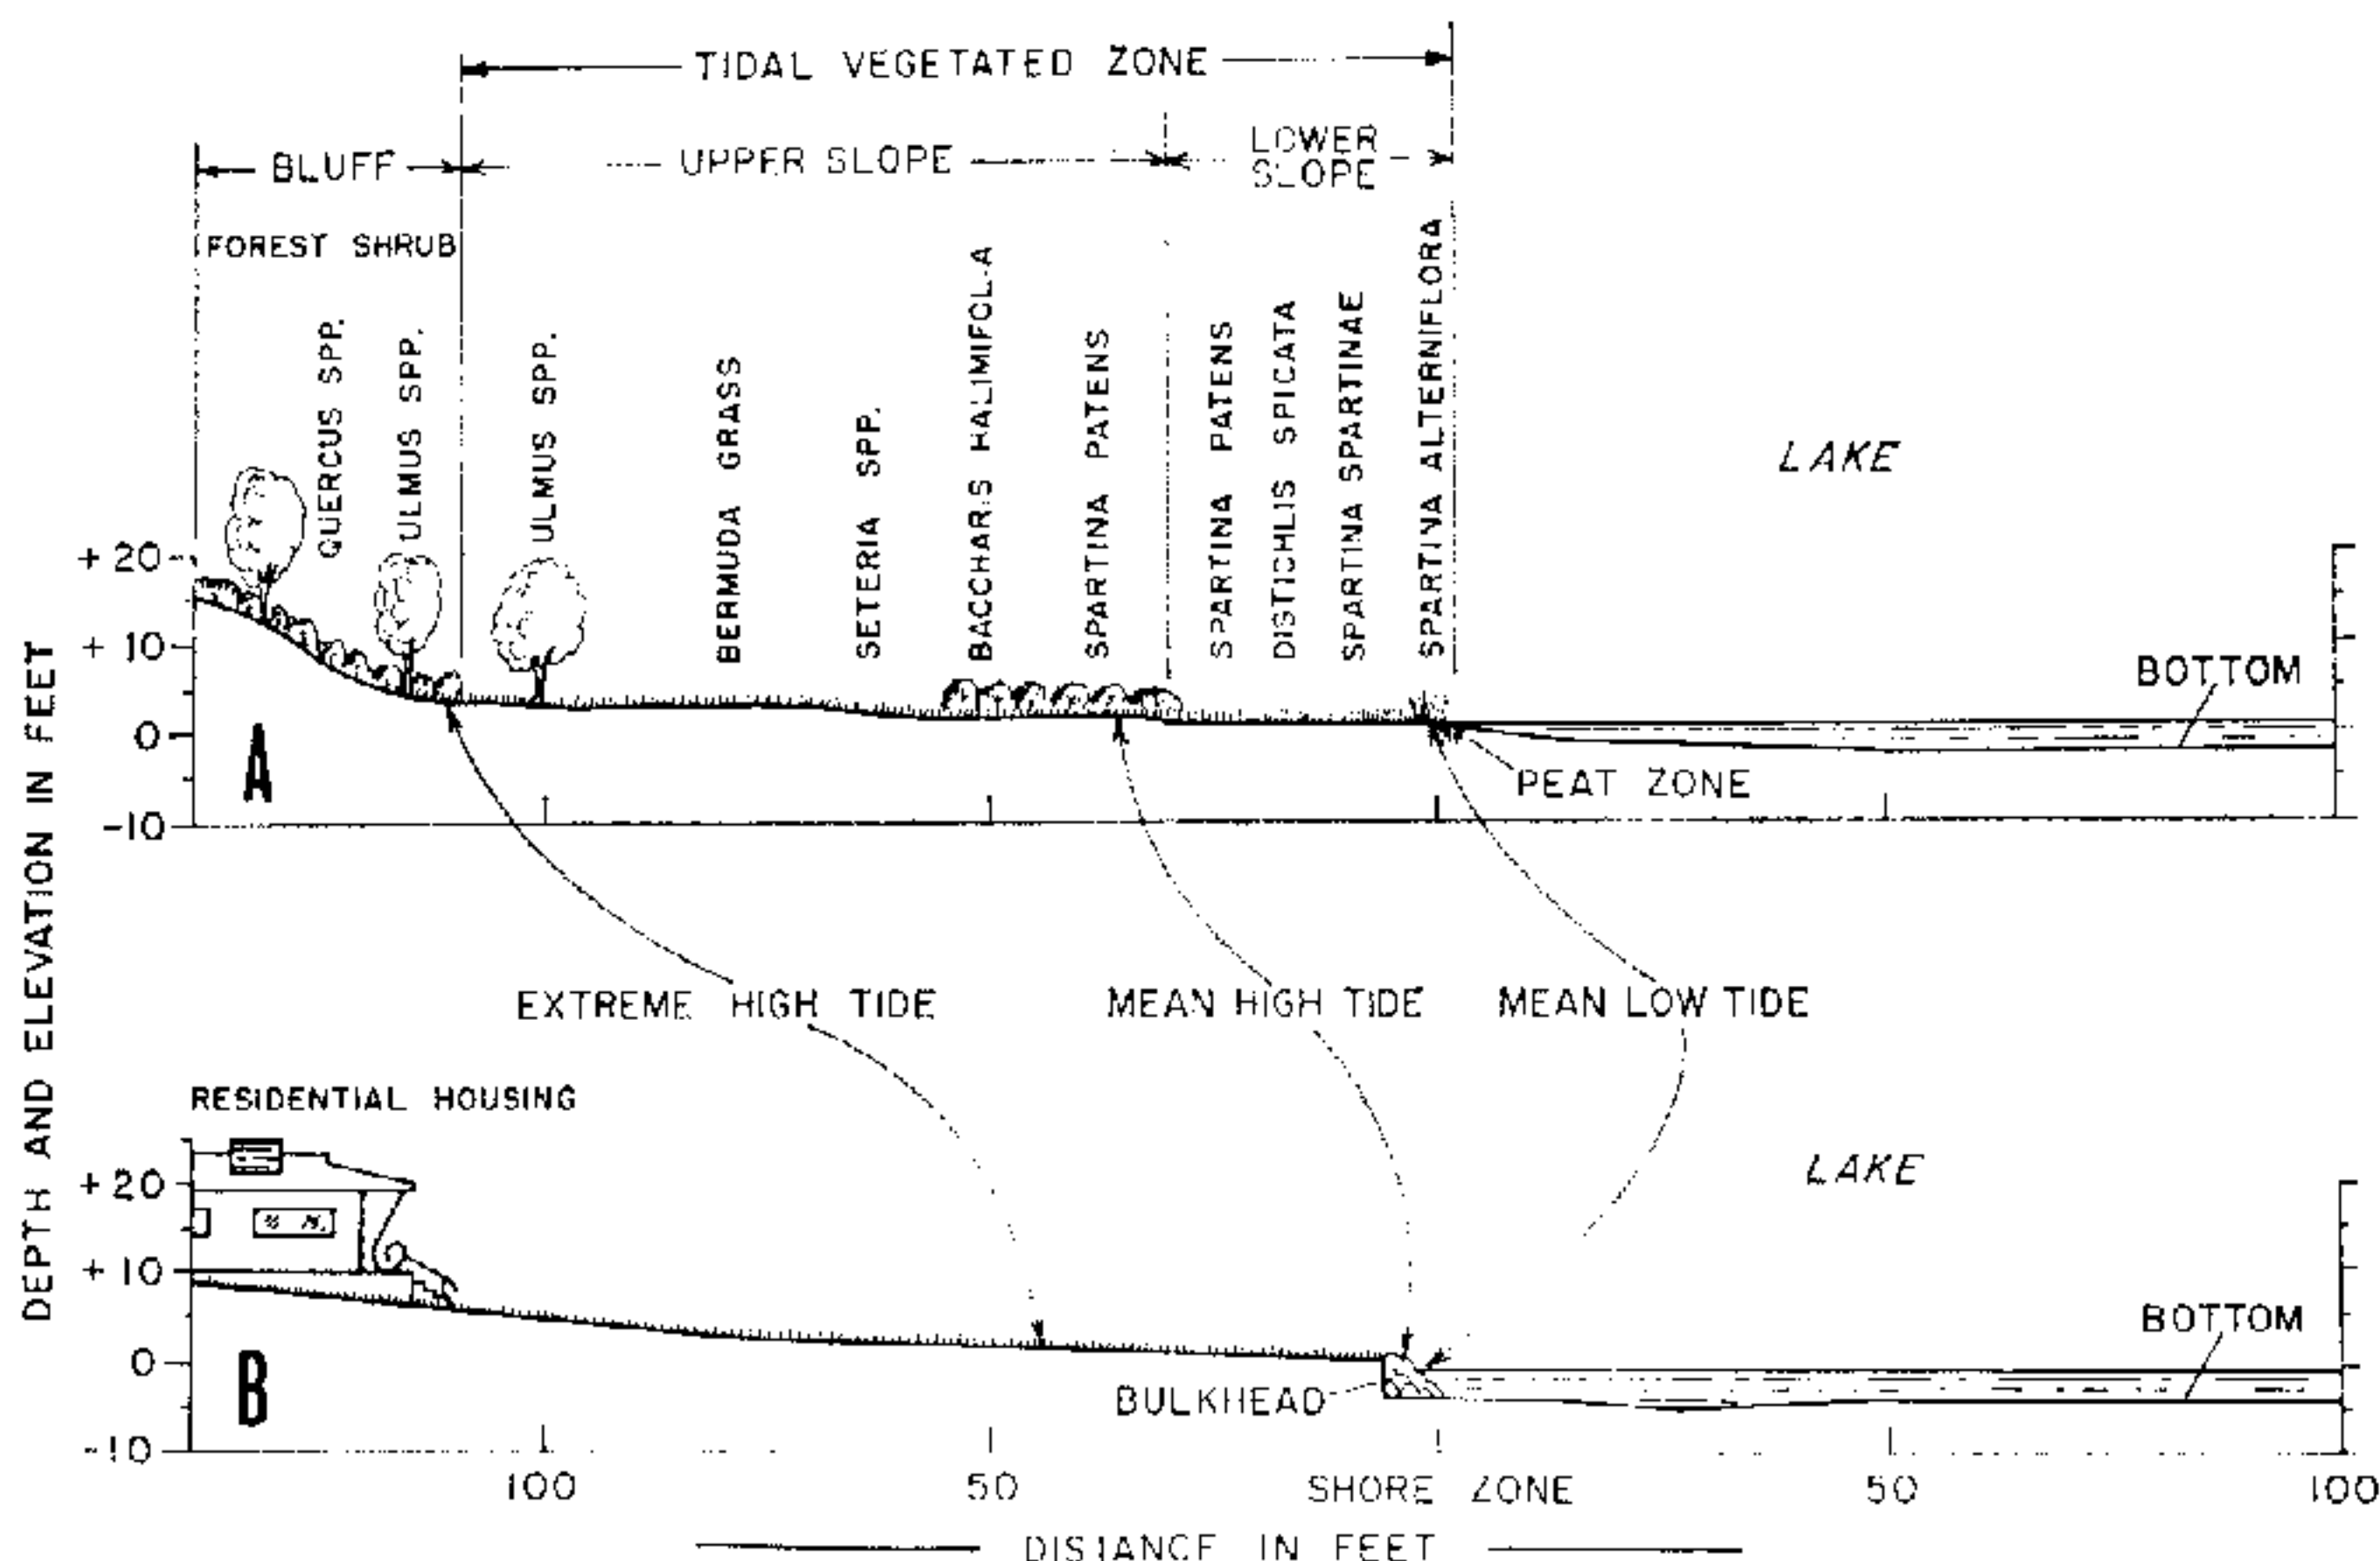 TIDAL VEGETATED ZONE
BLUFF
UPPER SLOPE
LOWER
SLOPE
FOREST SHRUB
QUERCUS SPP.
ULMUS SPP.
ULMUS SPP.
BERMUDA GRASS
SETERIA SPP.
BACCHARIS HALIMIFOLIA
SPARTINA PATENS
SPARTINA PATENS
DISTICHLIS SPICATA
SPARTINA SPARTINAE
SPARTINA ALTERNIFLORA
LAKE
+20
+10
0
-10
A
BOTTOM
PEAT ZONE
DEPTH AND ELEVATION IN FEET
EXTREME HIGH TIDE
MEAN HIGH TIDE
MEAN LOW TIDE
RESIDENTIAL HOUSING
LAKE
+20
+10
0
-10
B
BOTTOM
BULKHEAD
100
50
SHORE ZONE
50
100
DISTANCE IN FEET